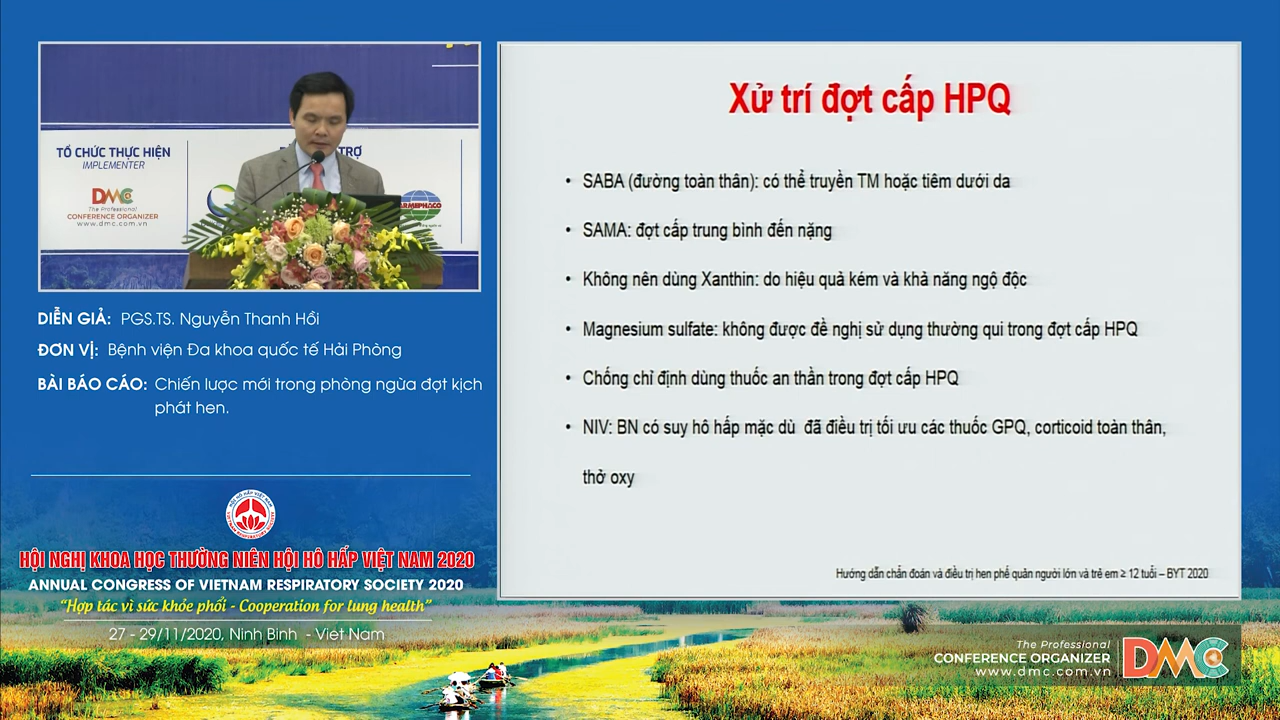 TỔ CHỨC THỰC HIỆN
IMPLEMENTER
DMC
The Professional
CONFERENCE ORGANIZER
www.dmc.com.vn
TRỢ
DIỄN GIẢ: PGS.TS. Nguyễn Thanh Hồi
ĐƠN VỊ: Bệnh viện Đa khoa quốc tế Hải Phòng
BÀI BÁO CÁO: Chiến lược mới trong phòng ngừa đợt kịch
phát hen.
HỘI NGHỊ KHOA HỌC THƯỜNG NIÊN HỘI HÔ HẤP VIỆT NAM 2020
ANNUAL CONGRESS OF VIETNAM RESPIRATORY SOCIETY 2020
“Hợp tác vì sức khỏe phổi - Cooperation for lung health”
27 - 29/11/2020, Ninh Binh - Viet Nam
Xử trí đợt cấp HPQ
• SABA (đường toàn thân): có thể truyền TM hoặc tiêm dưới da
• SAMA: đợt cấp trung bình đến nặng
• Không nên dùng Xanthin: do hiệu quả kém và khả năng ngộ độc
• Magnesium sulfate: không được đề nghị sử dụng thường qui trong đợt cấp HPQ
• Chống chỉ định dùng thuốc an thần trong đợt cấp HPQ
• NIV: BN có suy hô hấp mặc dù đã điều trị tối ưu các thuốc GPQ, corticoid toàn thân,
thở oxy
Hướng dẫn chẩn đoán và điều trị hen phế quản người lớn và trẻ em ≥ 12 tuổi – BYT 2020
The Professional
CONFERENCE ORGANIZER
www.dmc.com.vn
DMC